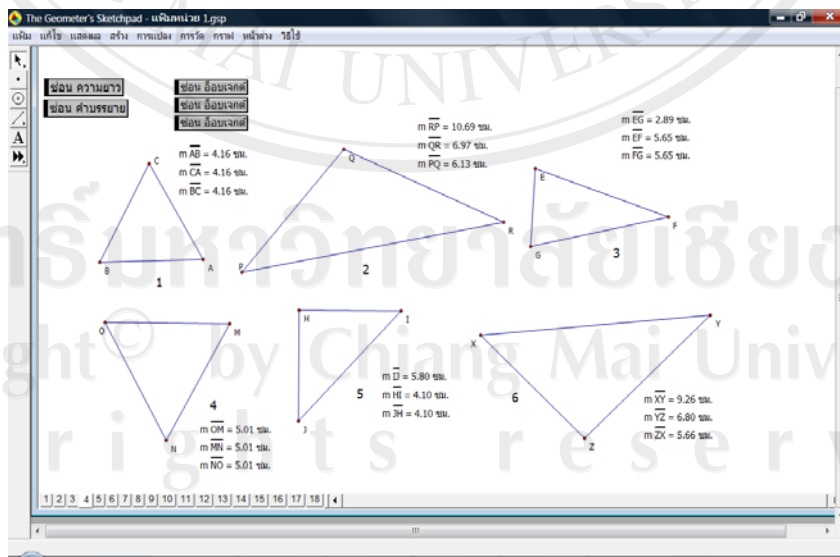 The Geometer's Sketchpad - แฟ้มหน่วย 1.gsp
แฟ้ม แก้ไข แสดงผล สร้าง การแปลง การวัด กราฟ หน้าต่าง วิธีใช้
ซ่อน ความยาว
ซ่อน คำบรรยาย
ซ่อน อ็อบเจกต์
ซ่อน อ็อบเจกต์
ซ่อน อ็อบเจกต์
A
C
B
A
m AB = 4.16 ซม.
m CA = 4.16 ซม.
m BC = 4.16 ซม.
1
Q
R
P
m RP = 10.69 ซม.
m QR = 6.97 ซม.
m PQ = 6.13 ซม.
2
m EG = 2.89 ซม.
m EF = 5.65 ซม.
m FG = 5.65 ซม.
E
F
G
3
O
M
N
4
m OM = 5.01 ซม.
m MN = 5.01 ซม.
m NO = 5.01 ซม.
H
I
J
5
m IJ = 5.80 ซม.
m HI = 4.10 ซม.
m JH = 4.10 ซม.
X
Y
Z
6
m XY = 9.26 ซม.
m YZ = 6.80 ซม.
m ZX = 5.66 ซม.
1 2 3 4 5 6 7 8 9 10 11 12 13 14 15 16 17 18
by Chiang Mai Univ